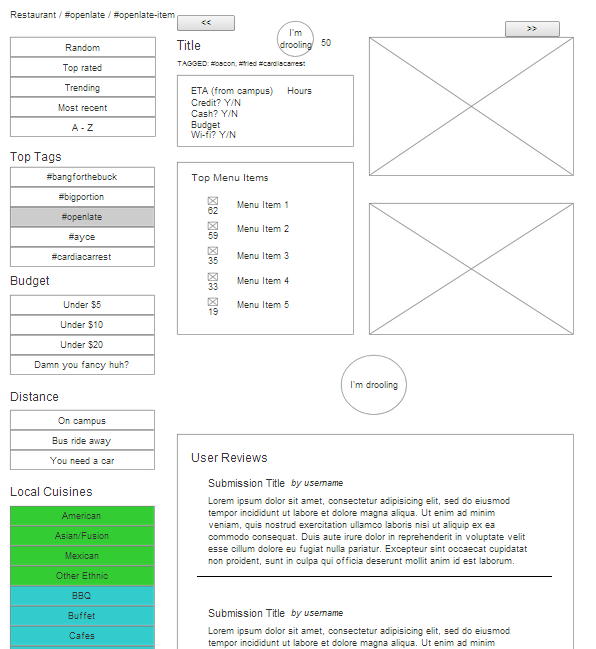 Restaurant / #openlate / #openlate-item
Random
Top rated
Trending
Most recent
A - Z
Top Tags
#bangforthebuck
#bigportion
#openlate
#ayce
#cardiacarrest
Budget
Under $5
Under $10
Under $20
Damn you fancy huh?
Distance
On campus
Bus ride away
You need a car
Local Cuisines
American
Asian/Fusion
Mexican
Other Ethnic
BBQ
Buffet
Cafes
<<
>>
Title
I'm
drooling
50
TAGGED: #bacon, #fried #cardiacarrest
ETA (from campus) Hours
Credit? Y/N
Cash? Y/N
Budget
Wi-fi? Y/N
Top Menu Items
62 Menu Item 1
59 Menu Item 2
35 Menu Item 3
33 Menu Item 4
19 Menu Item 5
I'm drooling
User Reviews
Submission Title by username
Lorem ipsum dolor sit amet, consectetur adipisicing elit, sed do eiusmod
tempor incididunt ut labore et dolore magna aliqua. Ut enim ad minim
veniam, quis nostrud exercitation ullamco laboris nisi ut aliquip ex ea
commodo consequat. Duis aute irure dolor in reprehenderit in voluptate velit
esse cillum dolore eu fugiat nulla pariatur. Excepteur sint occaecat cupidatat
non proident, sunt in culpa qui officia deserunt mollit anim id est laborum.
Submission Title by username
Lorem ipsum dolor sit amet, consectetur adipisicing elit, sed do eiusmod
tempor incididunt ut labore et dolore magna aliqua. Ut enim ad minim